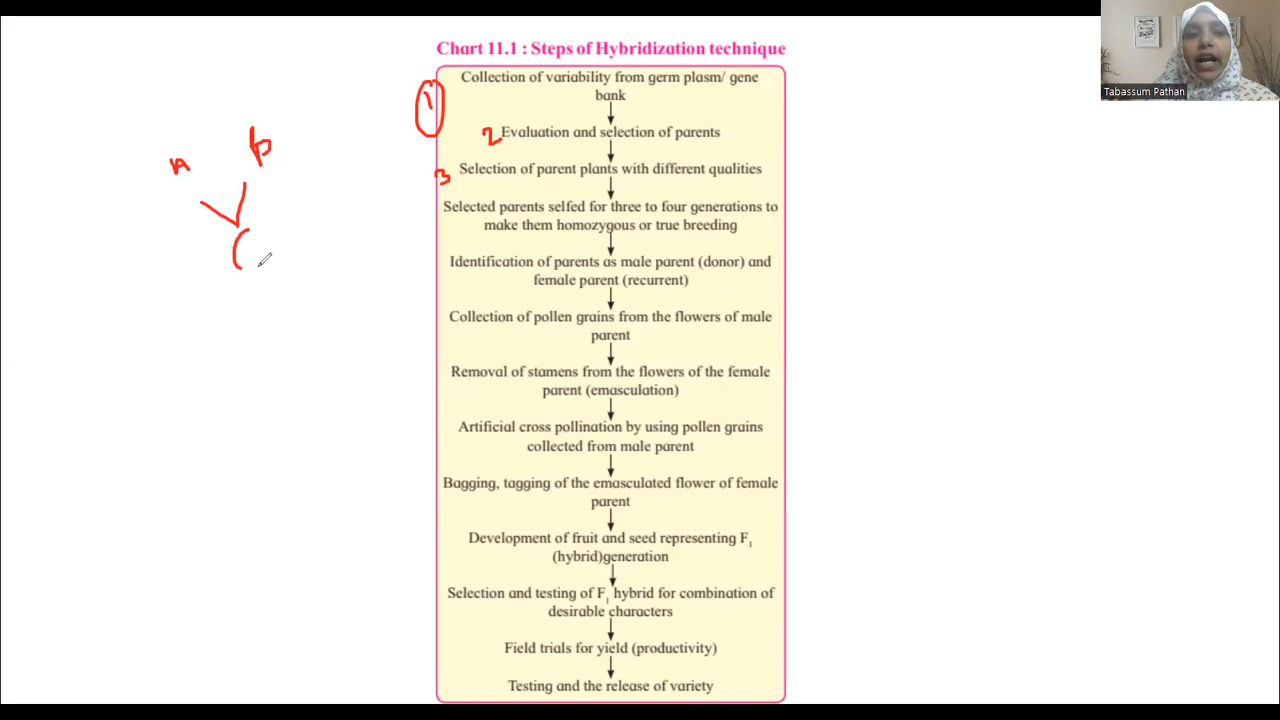 Chart 11.1 : Steps of Hybridization technique
Collection of variability from germ plasm/ gene
bank
1
2 Evaluation and selection of parents
3 Selection of parent plants with different qualities
A b
Selected parents selfed for three to four generations to
make them homozygous or true breeding
Identification of parents as male parent (donor) and
female parent (recurrent)
Collection of pollen grains from the flowers of male
parent
Removal of stamens from the flowers of the female
parent (emasculation)
Artificial cross pollination by using pollen grains
collected from male parent
Bagging, tagging of the emasculated flower of female
parent
Development of fruit and seed representing F₁
(hybrid)generation
Selection and testing of F₁ hybrid for combination of
desirable characters
Field trials for yield (productivity)
Testing and the release of variety
Tabassum Pathan